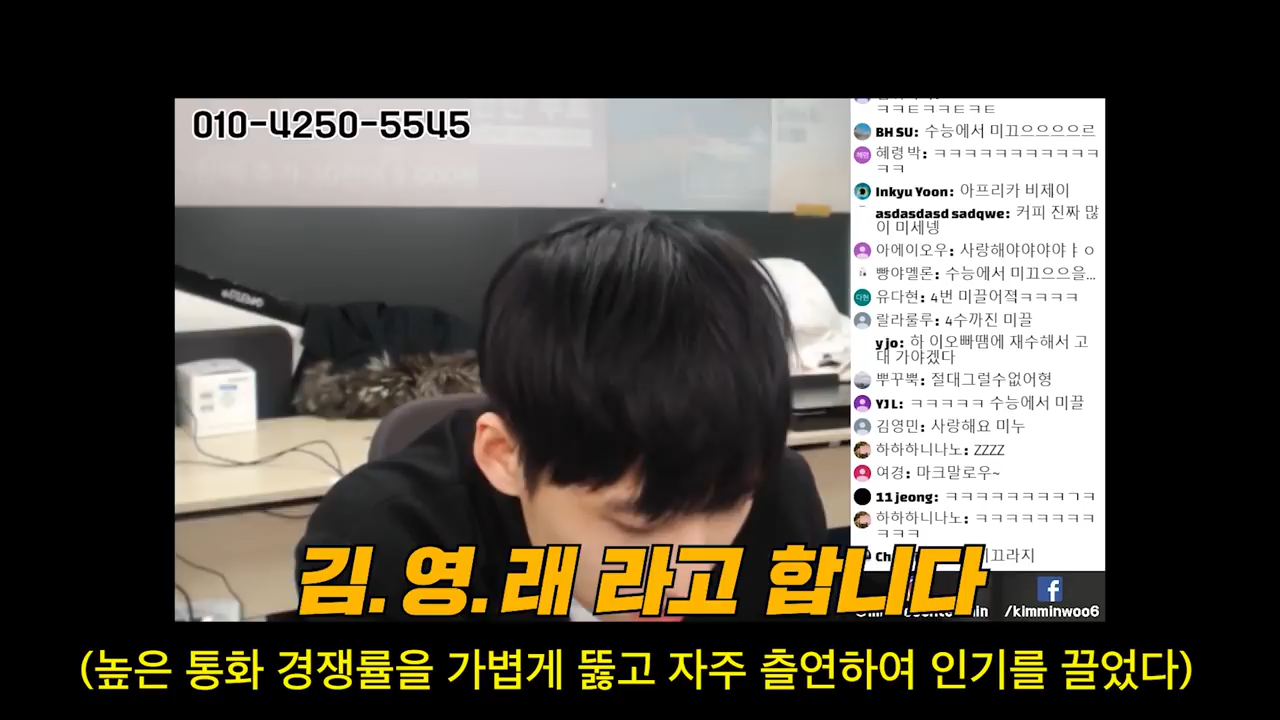 010-4250-5545
ㅋㅋㅌㅋㅋㅌㅋㅌ
BH SU: 수능에서 미끄으으으으르
혜령 박: ㅋㅋㅋㅋㅋㅋㅋㅋㅋㅋㅋ
ㅋㅋ
Inkyu Yoon: 아프리카 비제이
asdasdasd sadqwe: 커피 진짜 많
이 미세넹
아에이오우: 사랑해야야야야ㅑㅇ
빵야멜론: 수능에서 미끄으으을...
유다현: 4번 미끌어젹ㅋㅋㅋㅋ
랄라룰루: 4수까진 미끌
y jo: 하 이오빠땜에 재수해서 고
대 가야겠다
뿌꾸뿍: 절대그럴수없어형
YJ L: ㅋㅋㅋㅋㅋ 수능에서 미끌
김영민: 사랑해요 미누
하하하니나노: ZZZZ
여경: 마크말로우~
11 jeong: ㅋㅋㅋㅋㅋㅋㅋㅋㄱㅋ
하하하니나노: ㅋㅋㅋㅋㅋㅋㅋㅋ
ㅋㅋㅋ
끄라지
김.영.래 라고 합니다
/kimminwoo6
(높은 통화 경쟁률을 가볍게 뚫고 자주 츨연하여 인기를 끌었다)